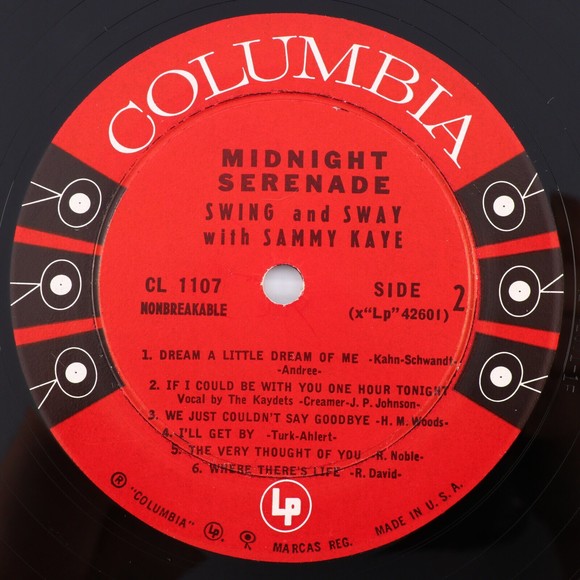 COLUMBIA
MIDNIGHT
SERENADE
SWING and SWAY
with SAMMY KAYE
CL 1107
NONBREAKABLE
SIDE 2
(x"Lp" 42601)
1. DREAM A LITTLE DREAM OF ME -Kahn-Schwandt-
-Andree-
2. IF I COULD BE WITH YOU ONE HOUR TONIGHT
Vocal by The Kaydets -Creamer-J. P. Johnson-
3. WE JUST COULDN'T SAY GOODBYE -H. M. Woods-
4. I'LL GET BY -Turk-Ahlert-
5. THE VERY THOUGHT OF YOU -R. Noble-
6. WHERE THERE'S LIFE -R. David-
LP
® "COLUMBIA" LP MARCAS REG. MADE IN U. S. A.